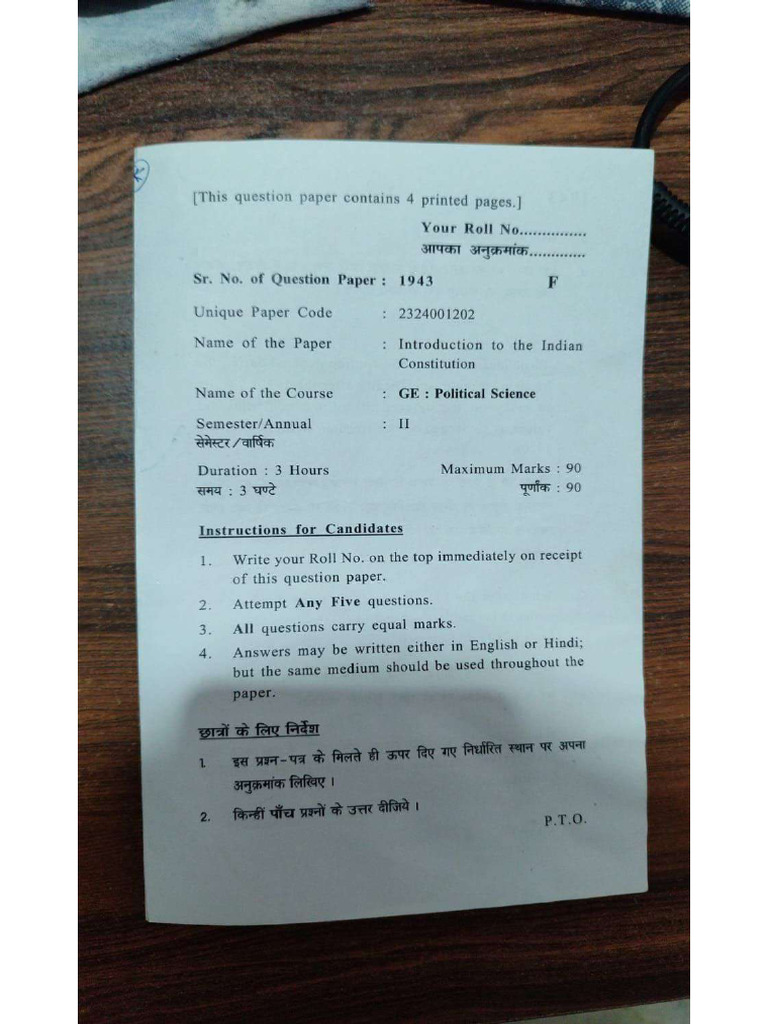 [This question paper contains 4 printed pages.]
Your Roll No...............
आपका अनुक्रमांक.............
Sr. No. of Question Paper : 1943 F
Unique Paper Code : 2324001202
Name of the Paper : Introduction to the Indian
Constitution
Name of the Course : GE : Political Science
Semester/Annual : II
सेमेस्टर/वार्षिक
Duration : 3 Hours Maximum Marks : 90
समय : 3 घण्टे पूर्णांक : 90
Instructions for Candidates
1. Write your Roll No. on the top immediately on receipt
of this question paper.
2. Attempt Any Five questions.
3. All questions carry equal marks.
4. Answers may be written either in English or Hindi;
but the same medium should be used throughout the
paper.
छात्रों के लिए निर्देश
1. इस प्रश्न-पत्र के मिलते ही ऊपर दिए गए निर्धारित स्थान पर अपना
अनुक्रमांक लिखिए ।
2. किन्हीं पाँच प्रश्नों के उत्तर दीजिये ।
P.T.O.